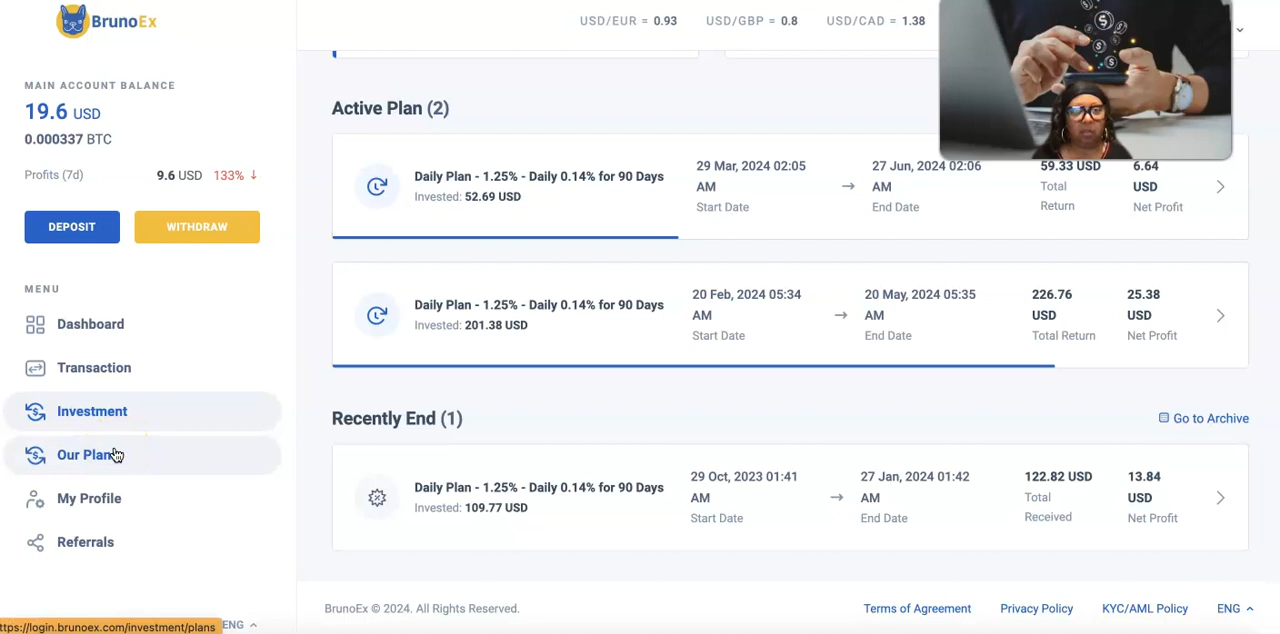 BrunoEx
USD/EUR = 0.93 USD/GBP = 0.8 USD/CAD = 1.38
MAIN ACCOUNT BALANCE
19.6 USD
0.000337 BTC
Profits (7d) 9.6 USD 133% ↓
DEPOSIT WITHDRAW
MENU
Dashboard
Transaction
Investment
Our Plan
My Profile
Referrals
ENG
https://login.brunoex.com/investment/plans
Active Plan (2)
Daily Plan - 1.25% - Daily 0.14% for 90 Days
Invested: 52.69 USD
29 Mar, 2024 02:05
AM
Start Date
→
27 Jun, 2024 02:06
AM
End Date
59.33 USD
Total
Return
6.64
USD
Net Profit
Daily Plan - 1.25% - Daily 0.14% for 90 Days
Invested: 201.38 USD
20 Feb, 2024 05:34
AM
Start Date
→
20 May, 2024 05:35
AM
End Date
226.76
USD
Total Return
25.38
USD
Net Profit
Recently End (1)
Go to Archive
Daily Plan - 1.25% - Daily 0.14% for 90 Days
Invested: 109.77 USD
29 Oct, 2023 01:41
AM
Start Date
→
27 Jan, 2024 01:42
AM
End Date
122.82 USD
Total
Received
13.84
USD
Net Profit
BrunoEx © 2024. All Rights Reserved.
Terms of Agreement Privacy Policy KYC/AML Policy ENG